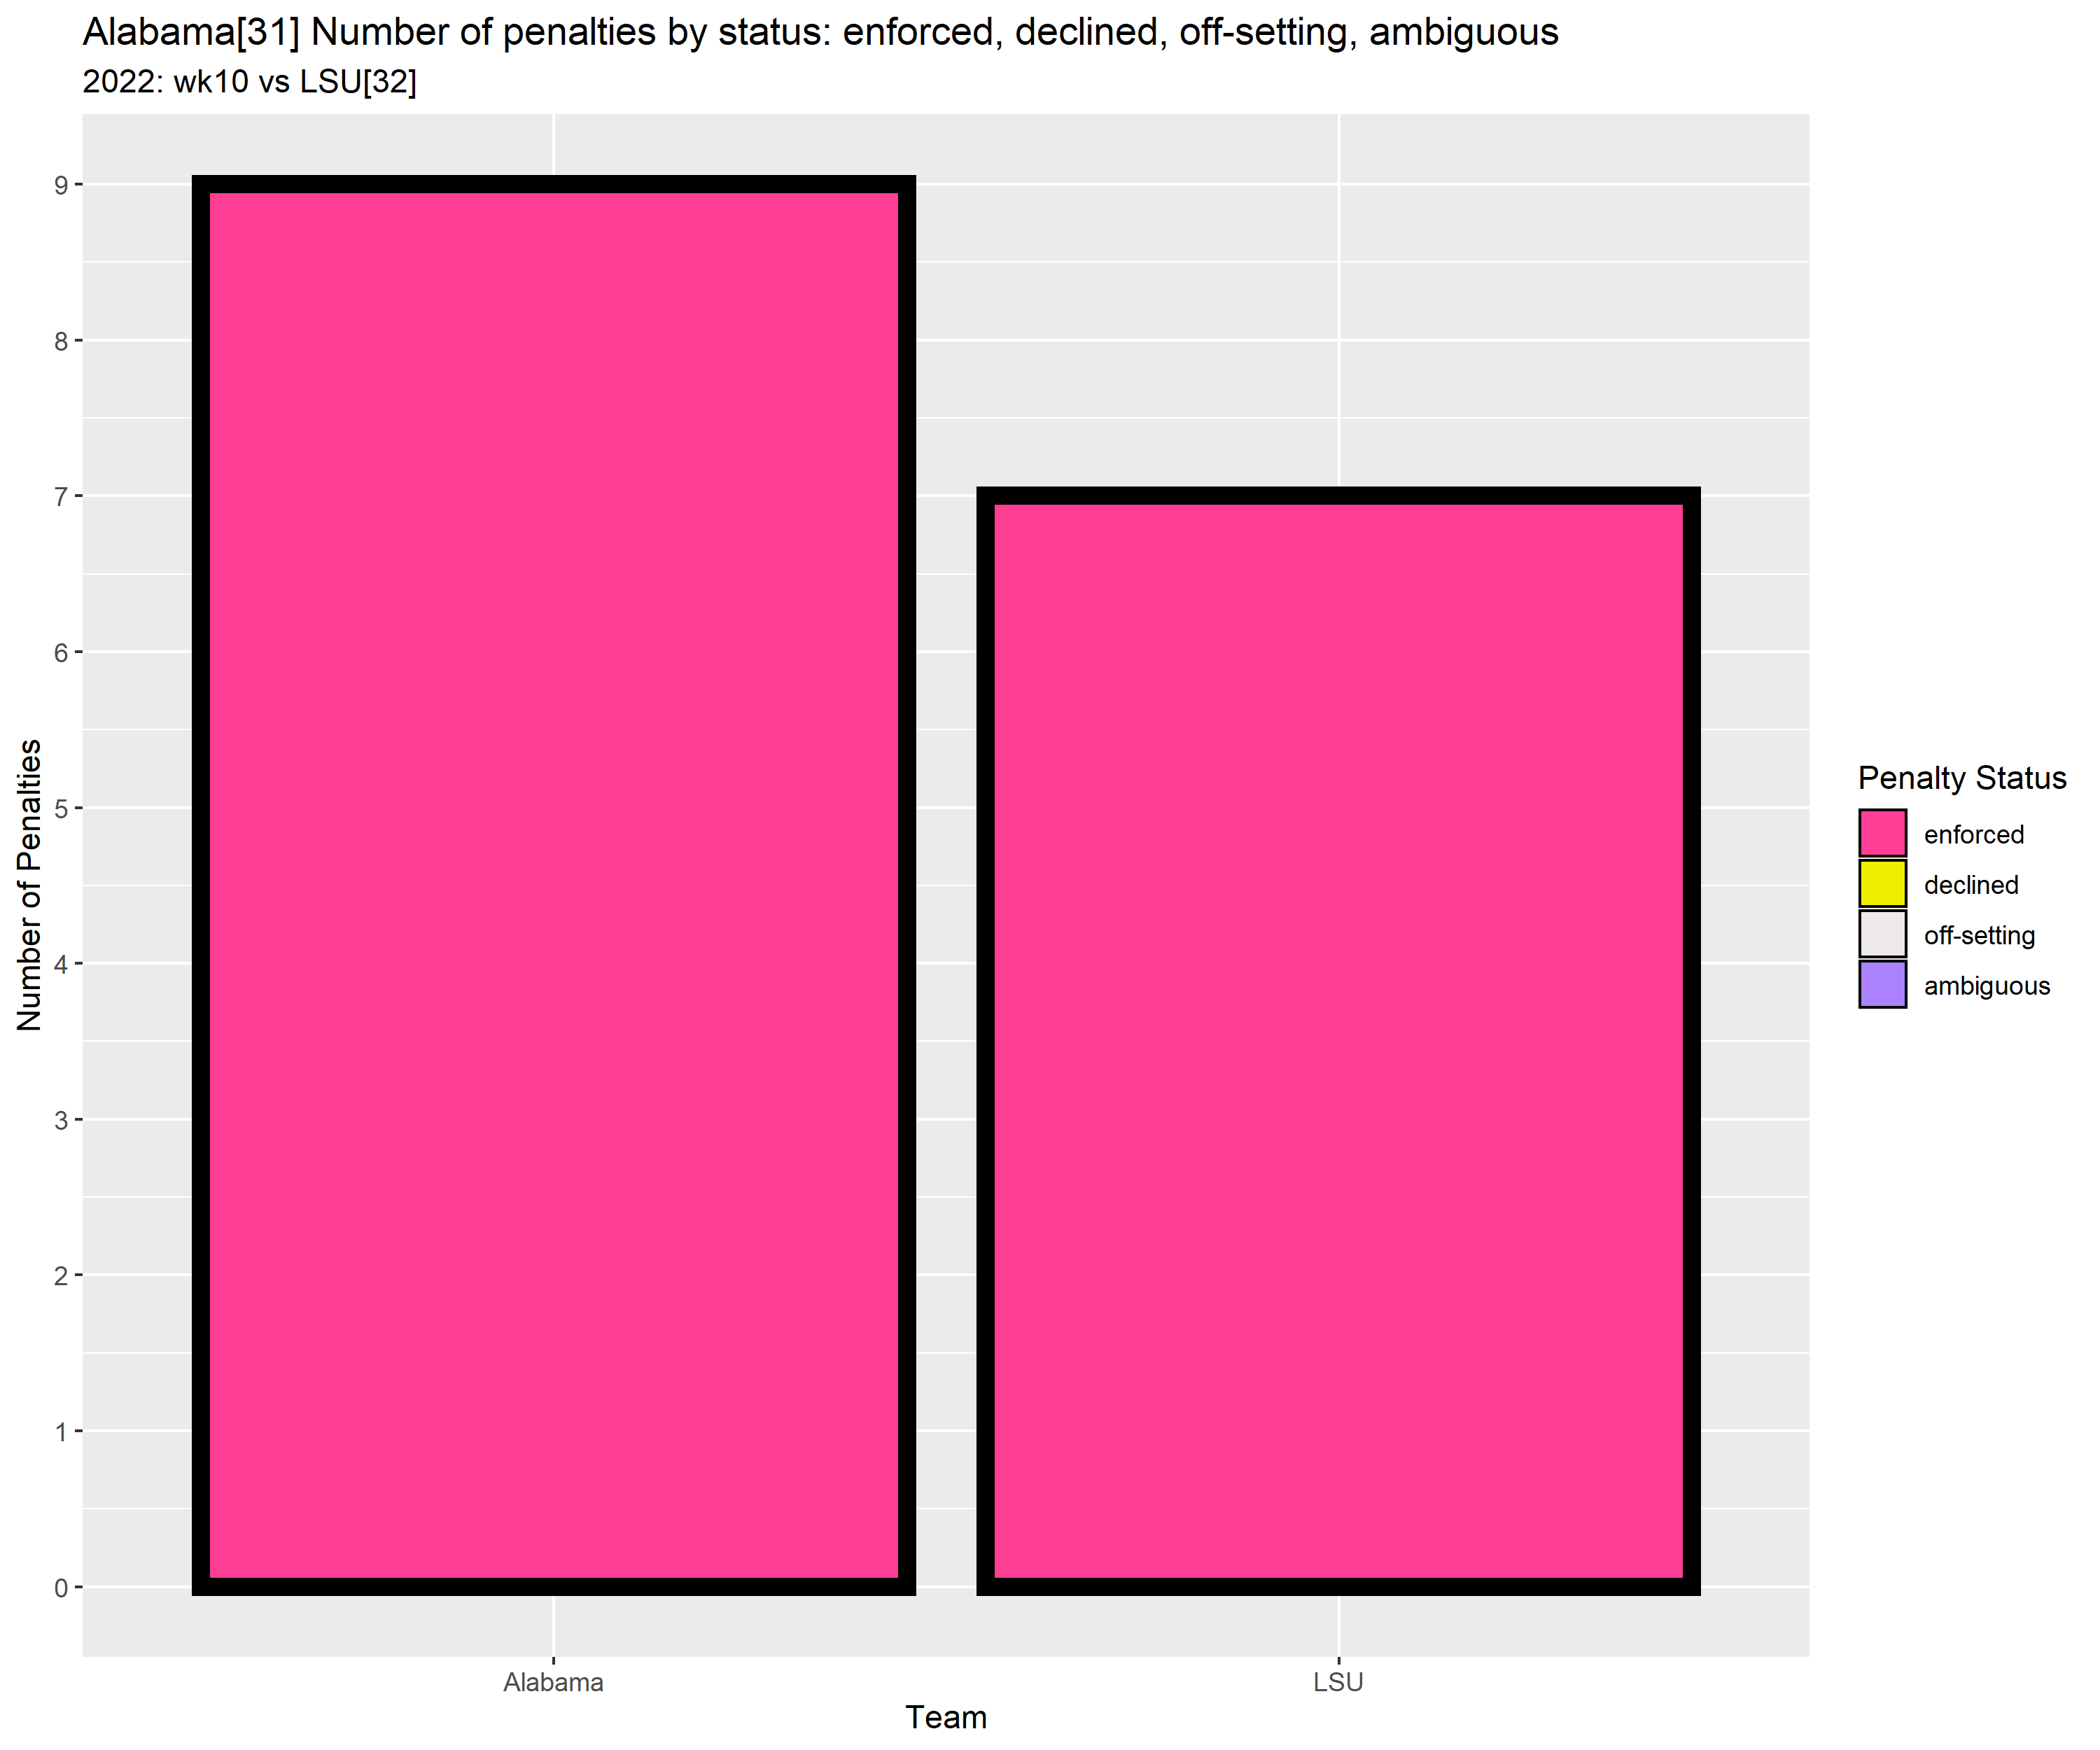 Alabama[31] Number of penalties by status: enforced, declined, off-setting, ambiguous
2022: wk10 vs LSU[32]
Number of Penalties
9
8
7
6
5
4
3
2
1
0
Alabama
LSU
Team
Penalty Status
enforced
declined
off-setting
ambiguous